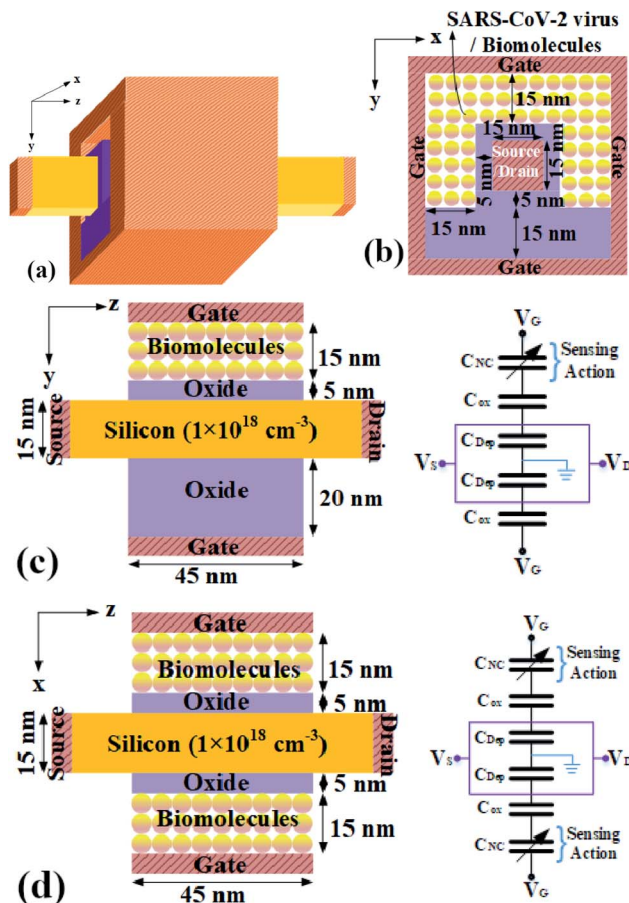 SARS-CoV-2 virus
/ Biomolecules
x
z
y
(a)
x
y
Gate
15 nm
15 nm
Gate
Source
/Drain
15 nm
Gate
5 nm
5 nm
15 nm
15 nm
Gate
(b)
z
y
Gate
Biomolecules
15 nm
Oxide
5 nm
15 nm
Source
Silicon (1×10¹⁸ cm⁻³)
Drain
Oxide
20 nm
Gate
45 nm
(c)
VG
CNC
Sensing
Action
Cox
CDep
VS
VD
CDep
Cox
VG
z
x
Gate
Biomolecules
15 nm
Oxide
5 nm
15 nm
Source
Silicon (1×10¹⁸ cm⁻³)
Drain
Oxide
5 nm
Biomolecules
15 nm
Gate
45 nm
(d)
VG
CNC
Sensing
Action
Cox
CDep
VS
VD
CDep
Cox
CNC
Sensing
Action
VG